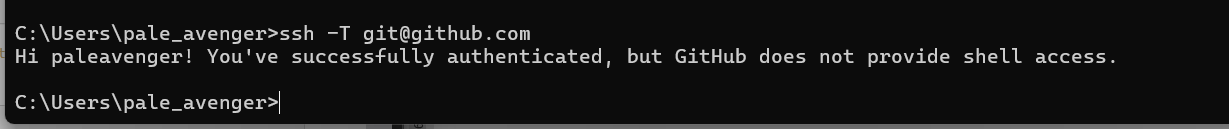 C:\Users\pale_avenger>ssh -T git@github.com
Hi paleavenger! You've successfully authenticated, but GitHub does not provide shell access.
C:\Users\pale_avenger>